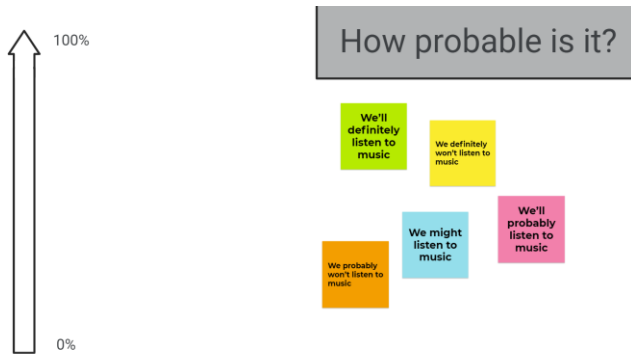 How probable is it?
100%
We'll
definitely
listen to
music
We definitely
won't listen to
music
We'll
probably
listen to
music
We might
listen to
music
We probably
won't listen to
music
0%